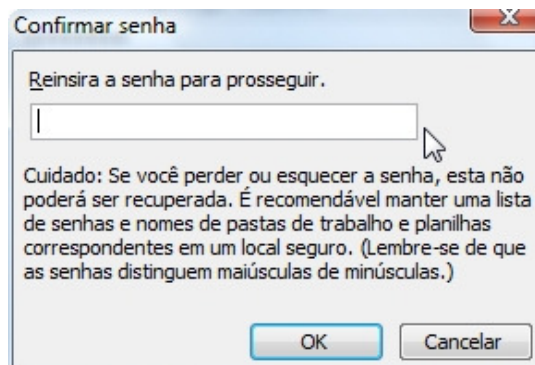 Confirmar senha
Reinsira a senha para prosseguir.
Cuidado: Se você perder ou esquecer a senha, esta não
poderá ser recuperada. É recomendável manter uma lista
de senhas e nomes de pastas de trabalho e planilhas
correspondentes em um local seguro. (Lembre-se de que
as senhas distinguem maiúsculas de minúsculas.)
OK Cancelar